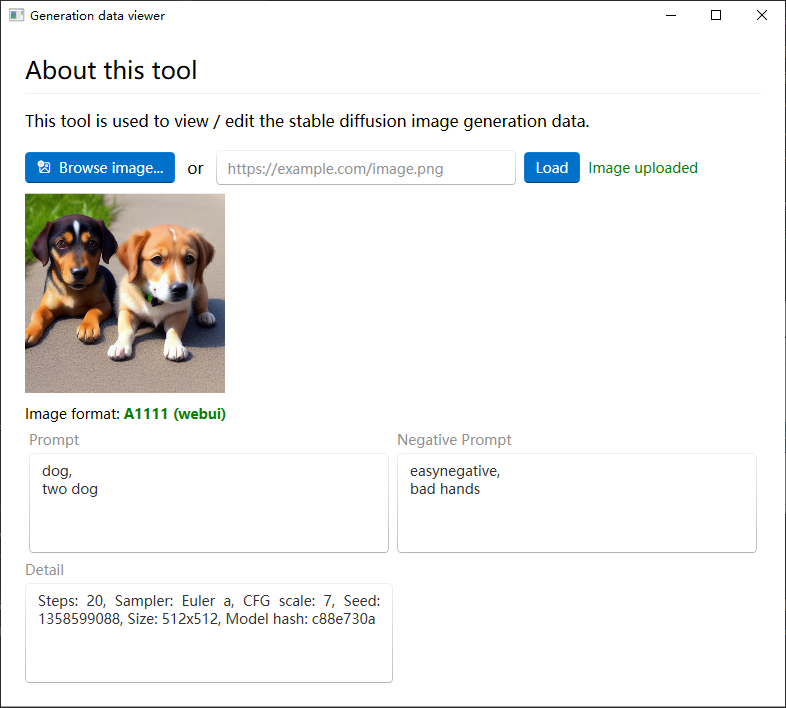 Generation data viewer
About this tool
This tool is used to view / edit the stable diffusion image generation data.
Browse image... or https://example.com/image.png Load Image uploaded
Image format: A1111 (webui)
Prompt
dog,
two dog
Negative Prompt
easynegative,
bad hands
Detail
Steps: 20, Sampler: Euler a, CFG scale: 7, Seed:
1358599088, Size: 512x512, Model hash: c88e730a